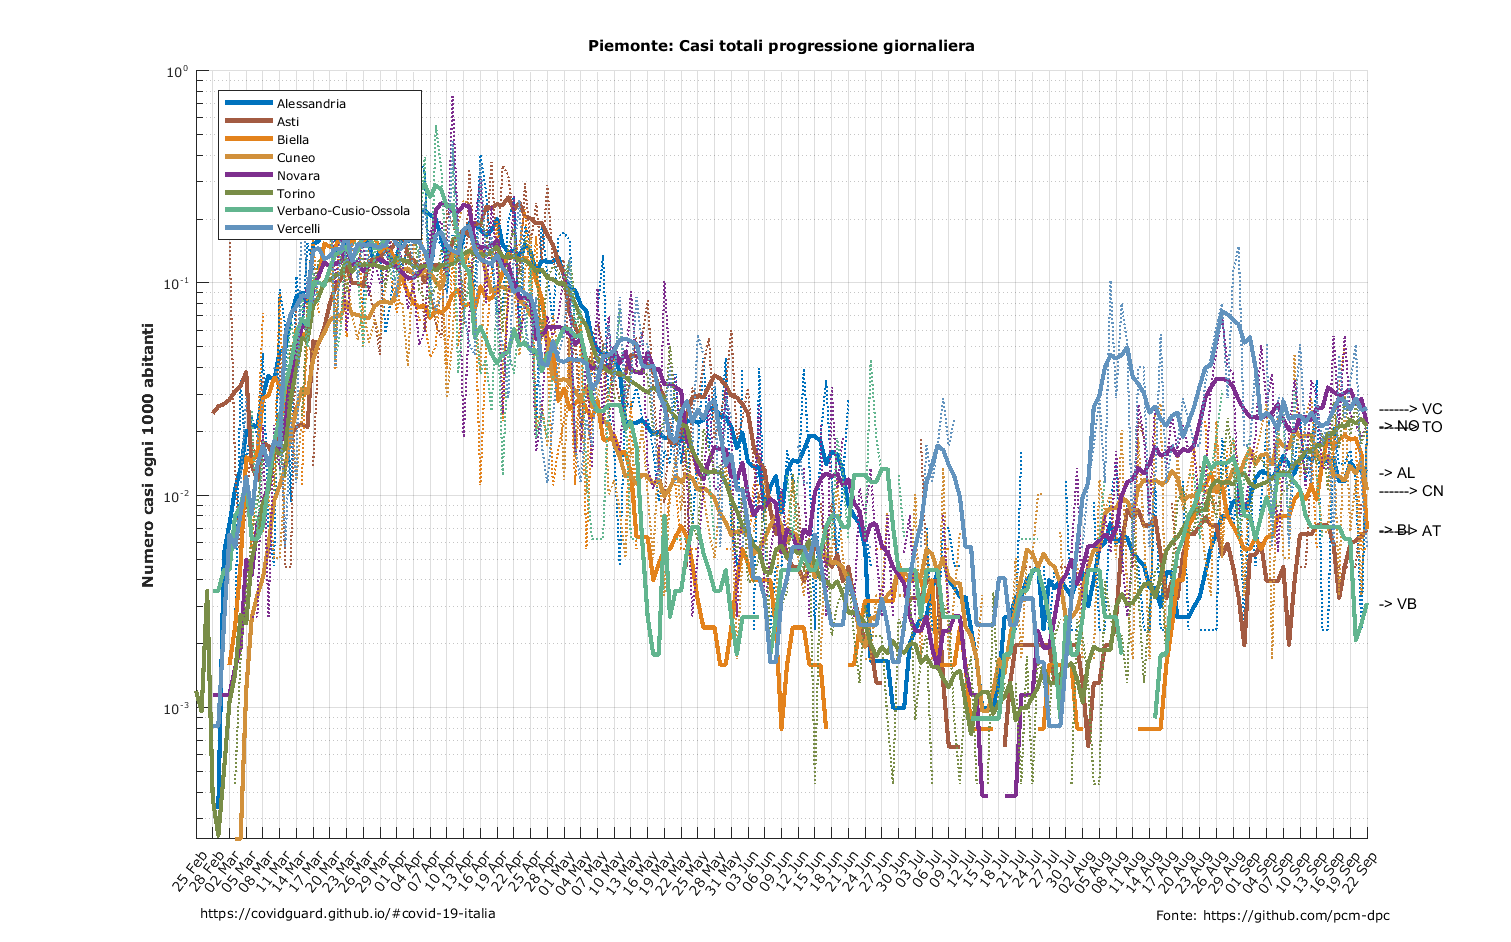 Piemonte: Casi totali progressione giornaliera
10⁰
10⁻¹
10⁻²
10⁻³
Numero casi ogni 1000 abitanti
Alessandria
Asti
Biella
Cuneo
Novara
Torino
Verbano-Cusio-Ossola
Vercelli
------> VC
-> NO
------> TO
-> AL
------> CN
-> BI
------> AT
-> VB
25 Feb
28 Feb
02 Mar
05 Mar
08 Mar
11 Mar
14 Mar
17 Mar
20 Mar
23 Mar
26 Mar
29 Mar
01 Apr
04 Apr
07 Apr
10 Apr
13 Apr
16 Apr
19 Apr
22 Apr
25 Apr
28 Apr
01 May
04 May
07 May
10 May
13 May
16 May
19 May
22 May
25 May
28 May
31 May
03 Jun
06 Jun
09 Jun
12 Jun
15 Jun
18 Jun
21 Jun
24 Jun
27 Jun
30 Jun
03 Jul
06 Jul
09 Jul
12 Jul
15 Jul
18 Jul
21 Jul
24 Jul
27 Jul
30 Jul
02 Aug
05 Aug
08 Aug
11 Aug
14 Aug
17 Aug
20 Aug
23 Aug
26 Aug
29 Aug
01 Sep
04 Sep
07 Sep
10 Sep
13 Sep
16 Sep
19 Sep
22 Sep
https://covidguard.github.io/#covid-19-italia
Fonte: https://github.com/pcm-dpc